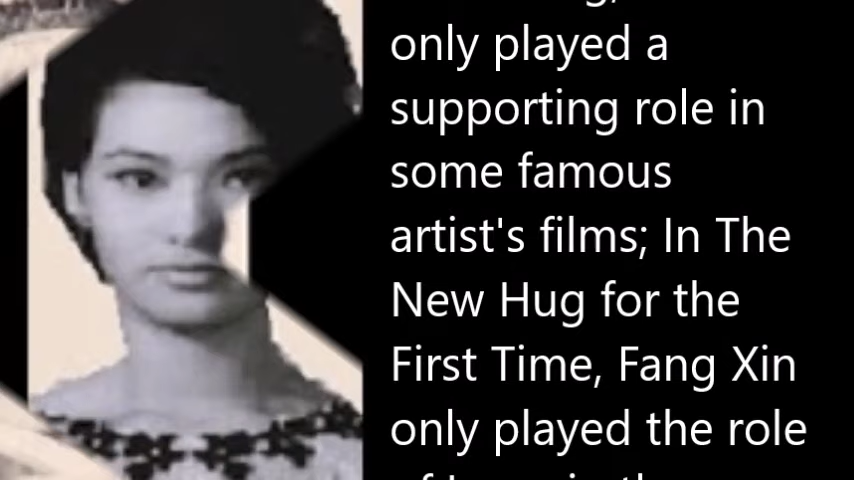 only played a
supporting role in
some famous
artist's films; In The
New Hug for the
First Time, Fang Xin
only played the role